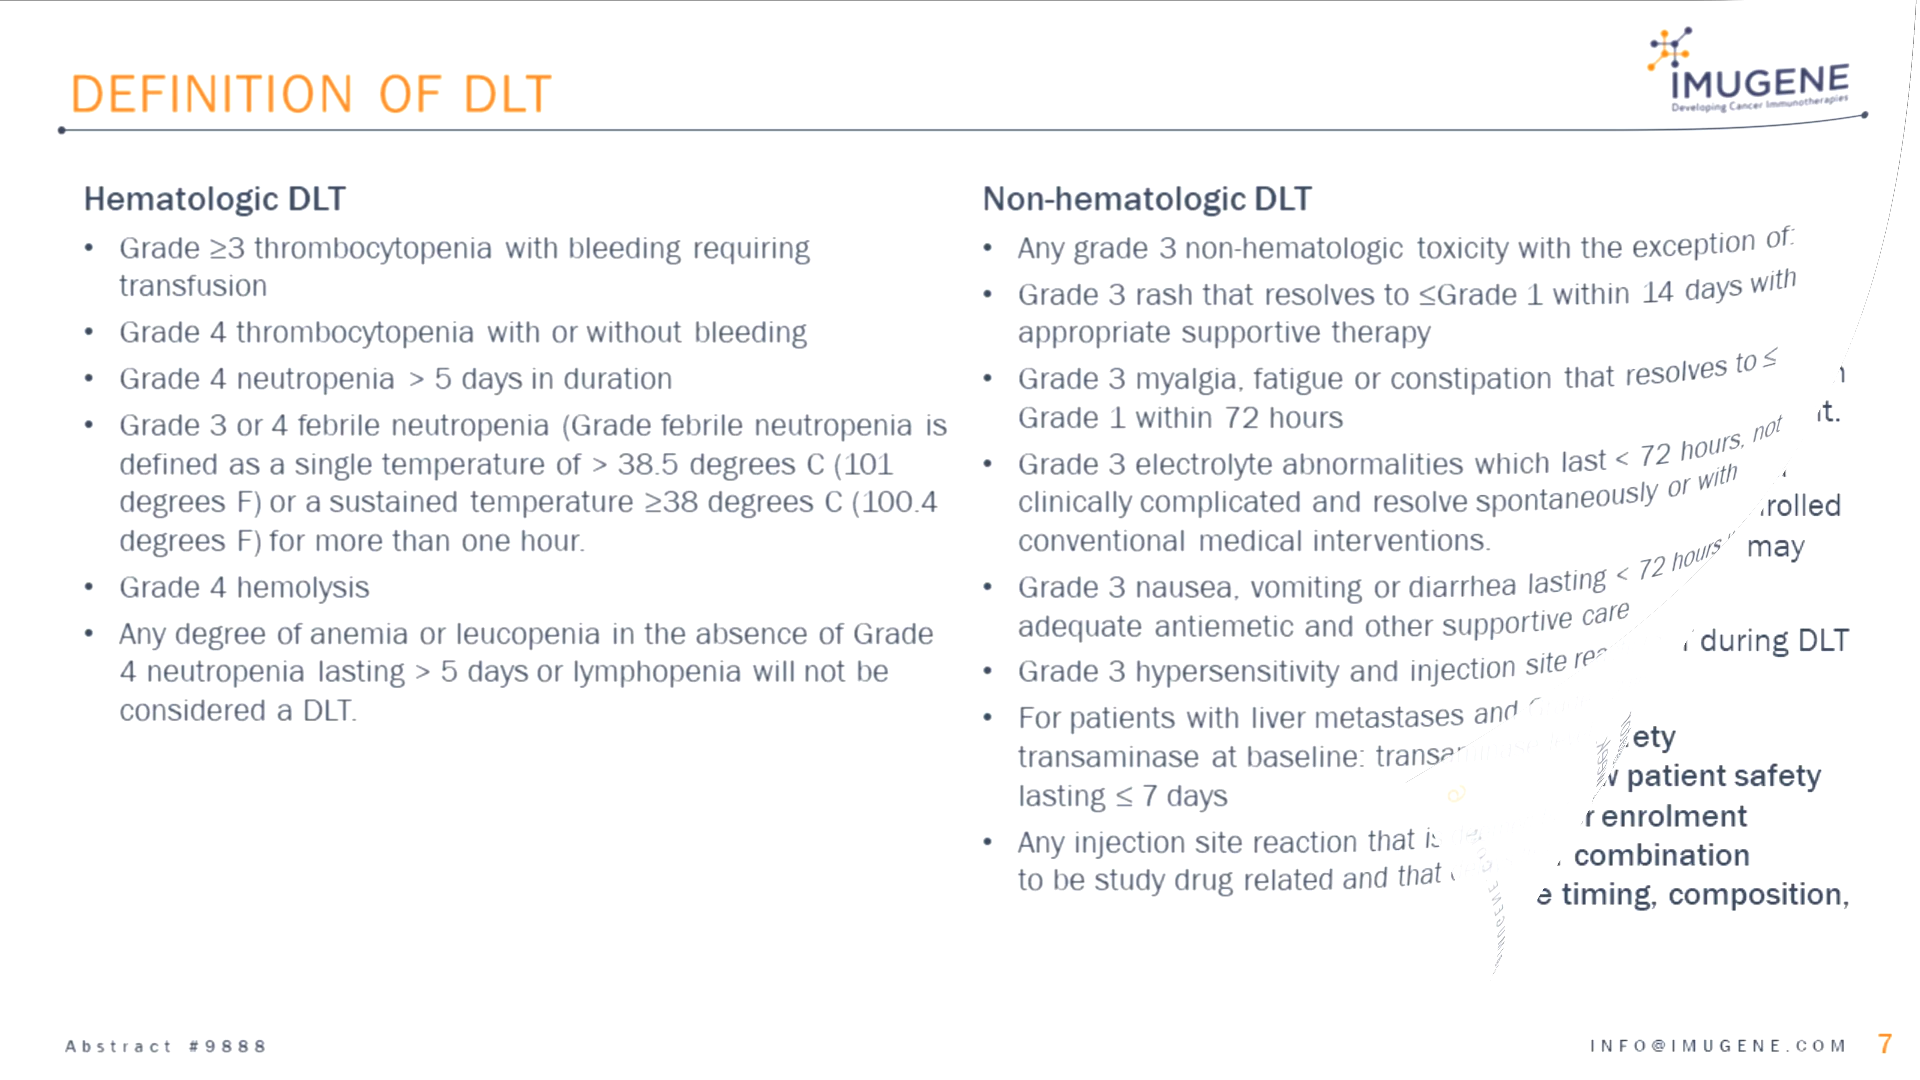 DEFINITION OF DLT
IMUGENE
Developing Cancer Immunotherapies
Hematologic DLT
• Grade ≥3 thrombocytopenia with bleeding requiring
transfusion
• Grade 4 thrombocytopenia with or without bleeding
• Grade 4 neutropenia > 5 days in duration
• Grade 3 or 4 febrile neutropenia (Grade febrile neutropenia is
defined as a single temperature of > 38.5 degrees C (101
degrees F) or a sustained temperature ≥38 degrees C (100.4
degrees F) for more than one hour.
• Grade 4 hemolysis
• Any degree of anemia or leucopenia in the absence of Grade
4 neutropenia lasting > 5 days or lymphopenia will not be
considered a DLT.
Non-hematologic DLT
• Any grade 3 non-hematologic toxicity with the exception of:
• Grade 3 rash that resolves to ≤Grade 1 within 14 days with
appropriate supportive therapy
• Grade 3 myalgia, fatigue or constipation that resolves to ≤
Grade 1 within 72 hours
• Grade 3 electrolyte abnormalities which last < 72 hours, not
clinically complicated and resolve spontaneously or with
conventional medical interventions.
• Grade 3 nausea, vomiting or diarrhea lasting < 72 hours
adequate antiemetic and other supportive care
• Grade 3 hypersensitivity and injection site
• For patients with liver metastases and
transaminase at baseline:
lasting ≤ 7 days
• Any injection site reaction that
to be study drug related and that
may
during DLT
patient safety
enrolment
combination
timing, composition,
Abstract #9888
INFO@IMUGENE.COM 7